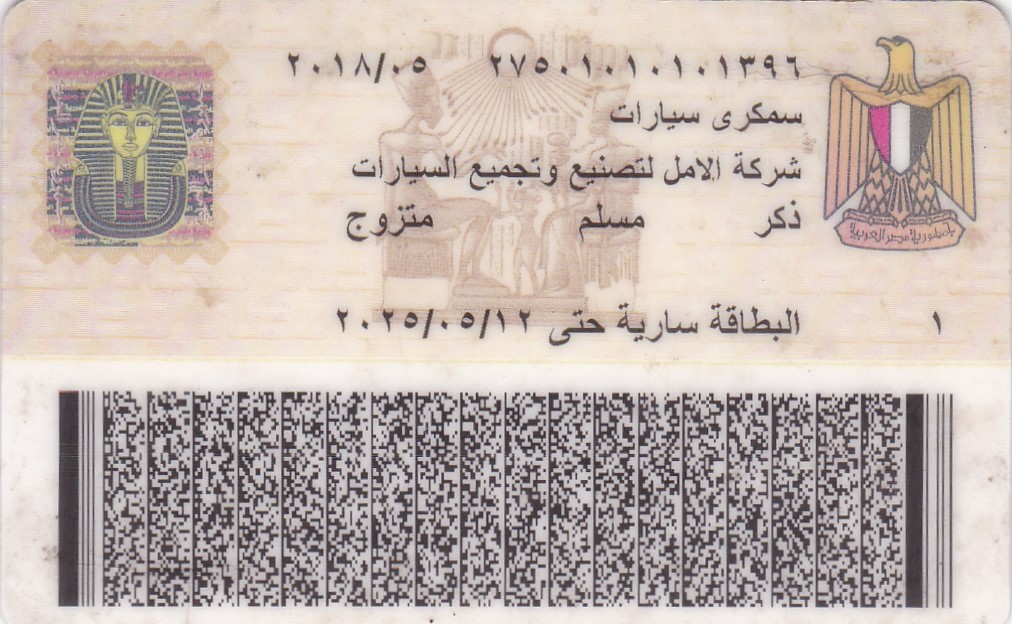 ٢٧٥٠١٠١٠١٠١٣٩٦ ٢٠١٨/٠٥
سمكرى سيارات
شركة الامل لتصنيع وتجميع السيارات
ذكر مسلم متزوج
جمهورية مصر العربية
١ البطاقة سارية حتى ٢٠٢٥/٠٥/١٢